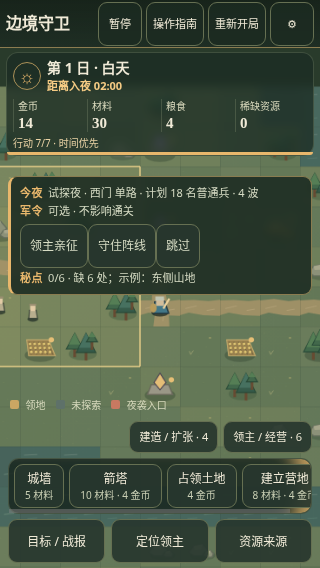 边境守卫
暂停
操作指南
重新开局
第 1 日 · 白天
距离入夜 02:00
金币 材料 粮食 稀缺资源
14 30 4 0
行动 7/7 · 时间优先
今夜 试探夜 · 西门 单路 · 计划 18 名普通兵 · 4 波
军令 可选 · 不影响通关
领主亲征 守住阵线 跳过
秘点 0/6 · 缺 6 处；示例：东侧山地
领地 未探索 夜袭入口
建造 / 扩张 · 4 领主 / 经营 · 6
城墙 箭塔 占领土地 建立营地
5 材料 10 材料 · 4 金币 4 金币 8 材料 · 4 金币
目标 / 战报 定位领主 资源来源